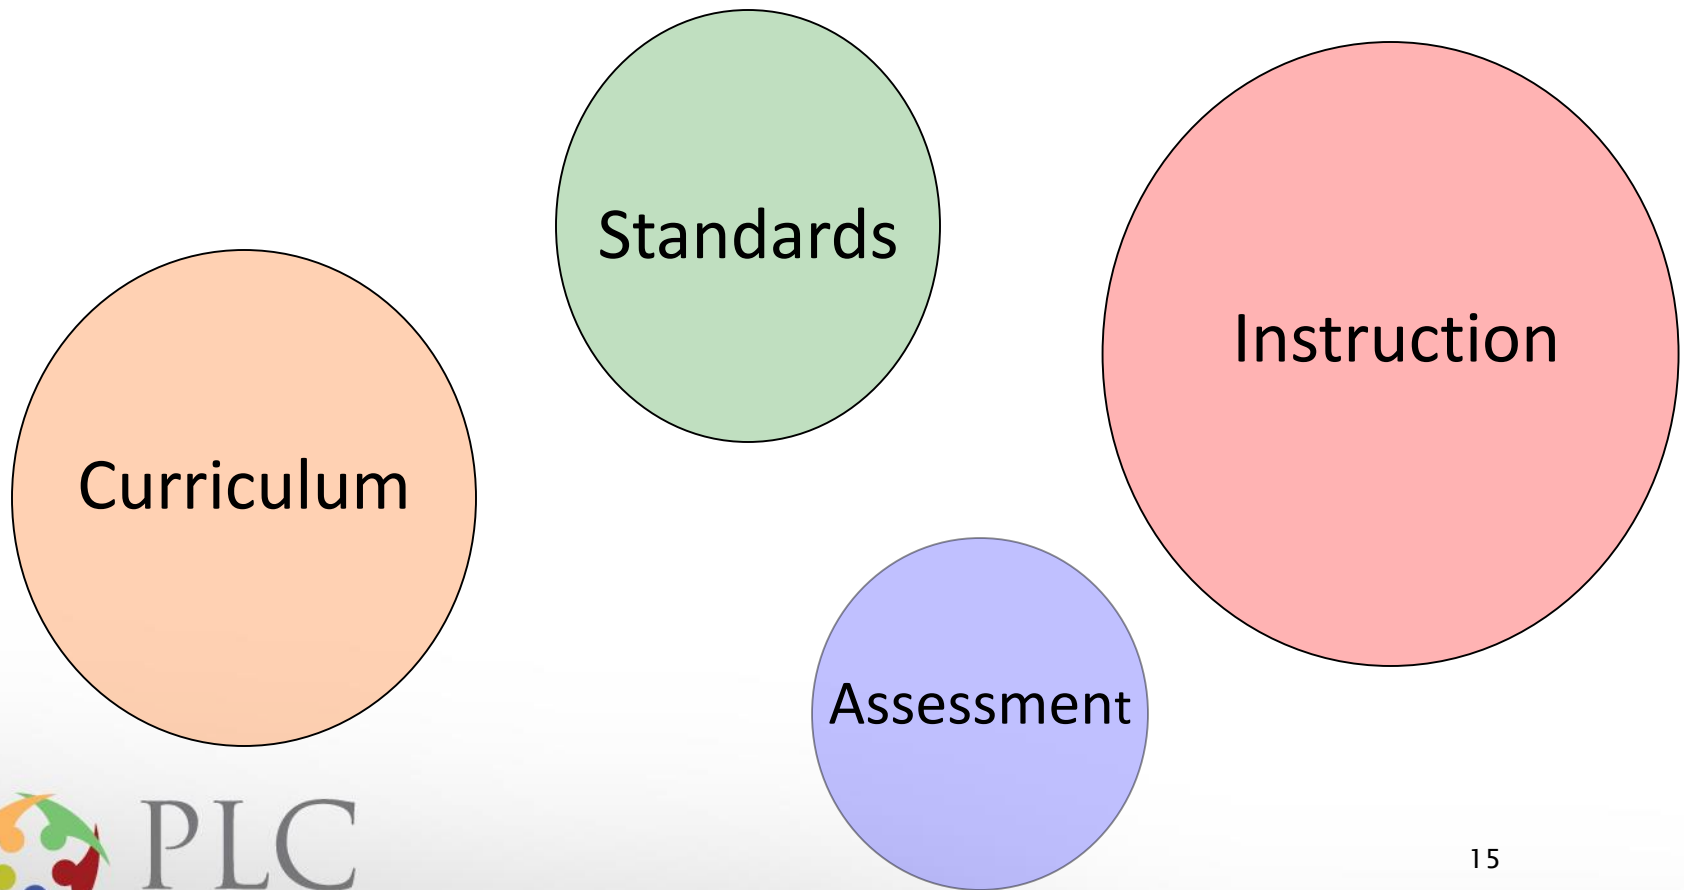 Standards
Instruction
Curriculum
Assessment
PLC
15